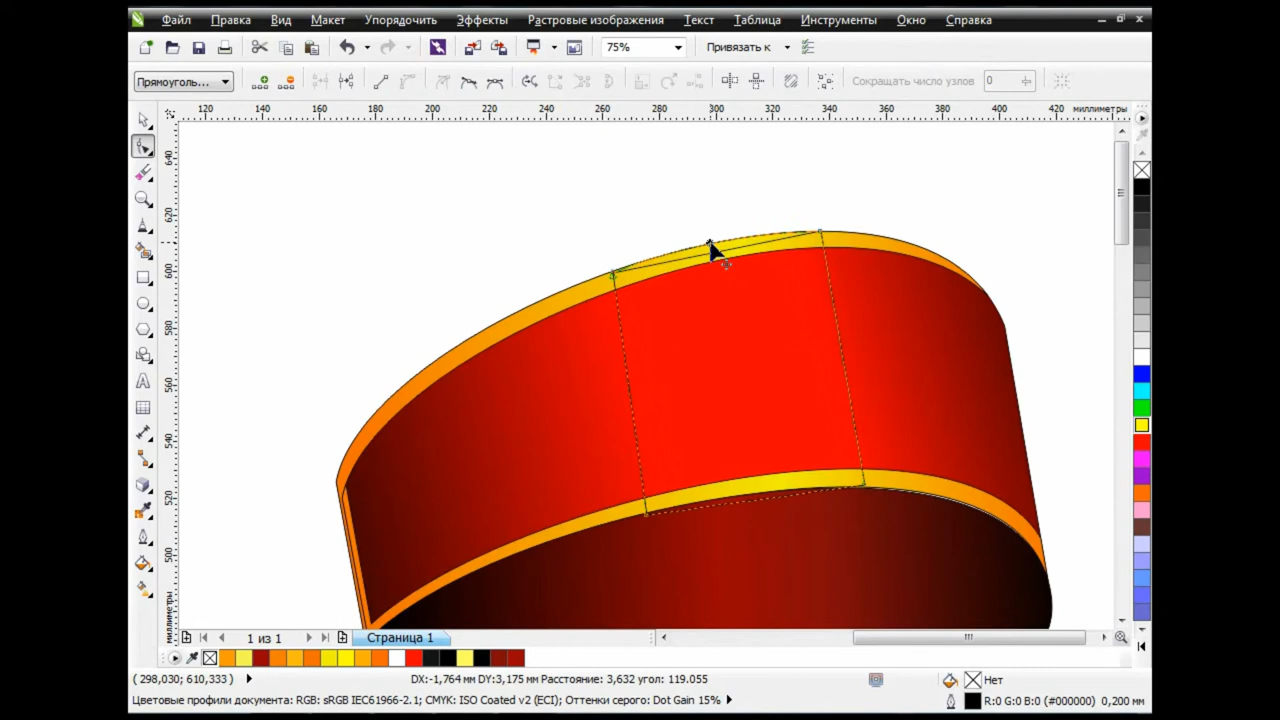 Файл Правка Вид Макет Упорядочить Эффекты Растровые изображения Текст Таблица Инструменты Окно Справка
75% Привязать к
Прямоуголь... Сокращать число узлов 0
120 140 160 180 200 220 240 260 280 300 320 340 360 380 400 420 миллиметры
640
620
600
580
560
540
520
500
миллиметры
1 из 1 Страница 1
( 298,030; 610,333 ) DX:-1,764 мм DY:3,175 мм Расстояние: 3,632 угол: 119.055 Нет
Цветовые профили документа: RGB: sRGB IEC61966-2.1; CMYK: ISO Coated v2 (ECI); Оттенки серого: Dot Gain 15% R:0 G:0 B:0 (#000000) 0,200 мм